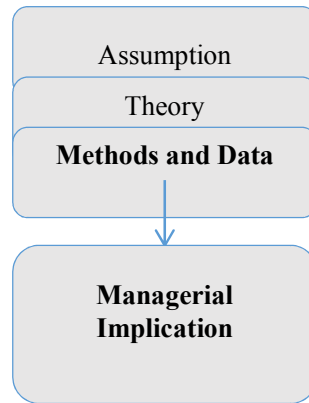 Assumption
Theory
Methods and Data
Managerial
Implication